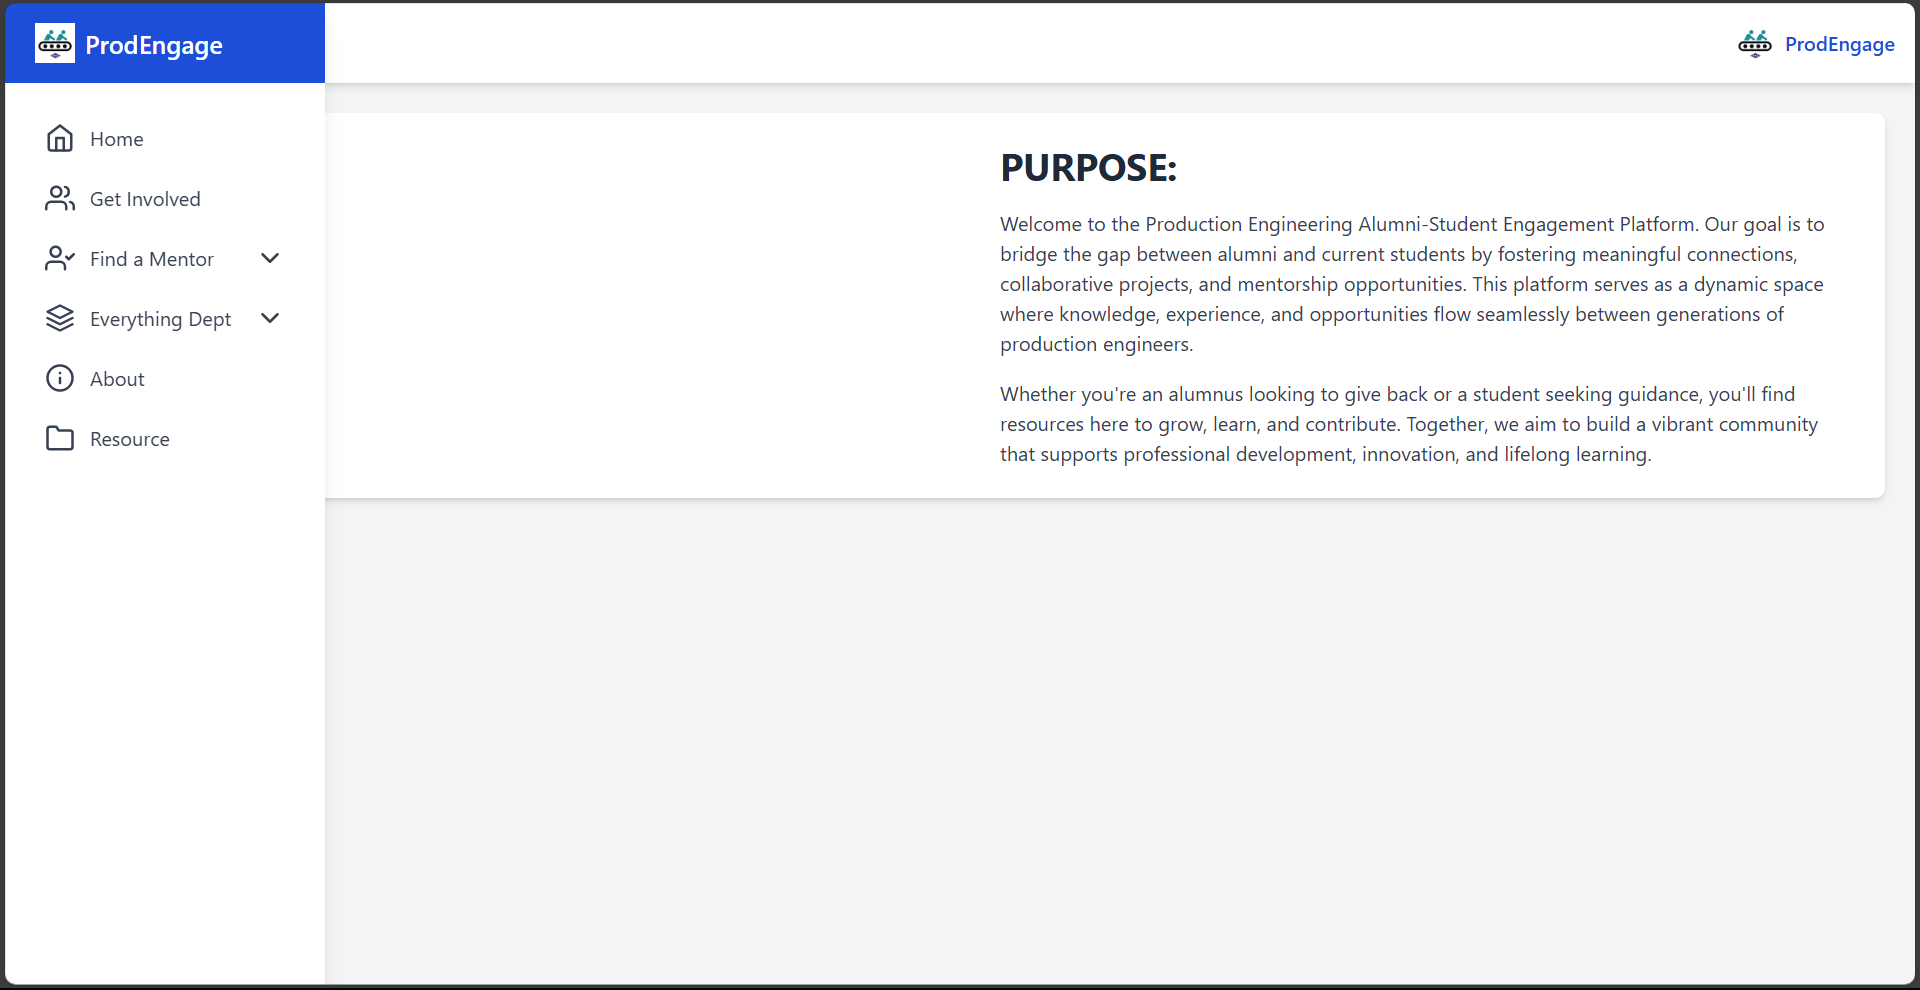 ProdEngage
ProdEngage
Home
Get Involved
Find a Mentor
Everything Dept
About
Resource
PURPOSE:
Welcome to the Production Engineering Alumni-Student Engagement Platform. Our goal is to
bridge the gap between alumni and current students by fostering meaningful connections,
collaborative projects, and mentorship opportunities. This platform serves as a dynamic space
where knowledge, experience, and opportunities flow seamlessly between generations of
production engineers.
Whether you're an alumnus looking to give back or a student seeking guidance, you'll find
resources here to grow, learn, and contribute. Together, we aim to build a vibrant community
that supports professional development, innovation, and lifelong learning.